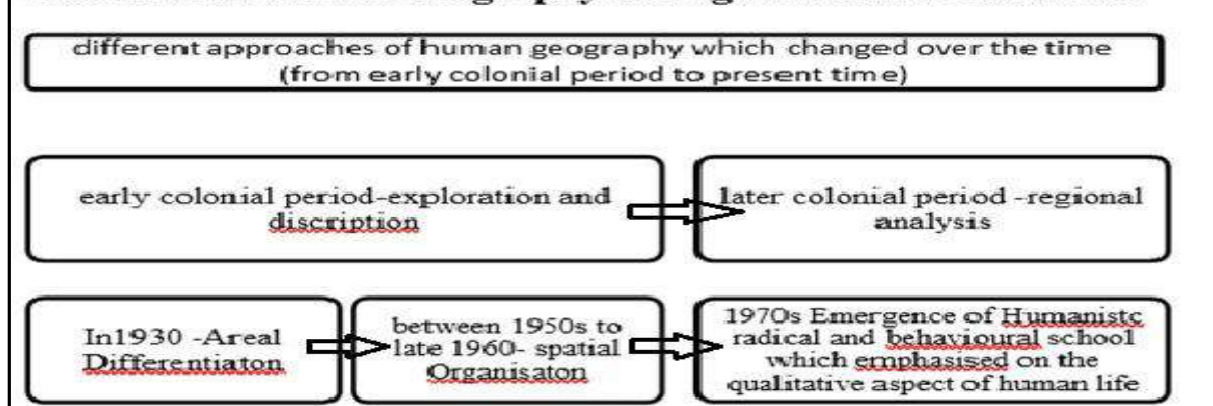 different approaches of human geography which changed over the time
(from early colonial period to present time)
early colonial period-exploration and
discription
later colonial period -regional
analysis
In1930 -Areal
Differentiaton
between 1950s to
late 1960- spatial
Organisaton
1970s Emergence of Humanistc
radical and behavioural school
which emphasised on the
qualitative aspect of human life